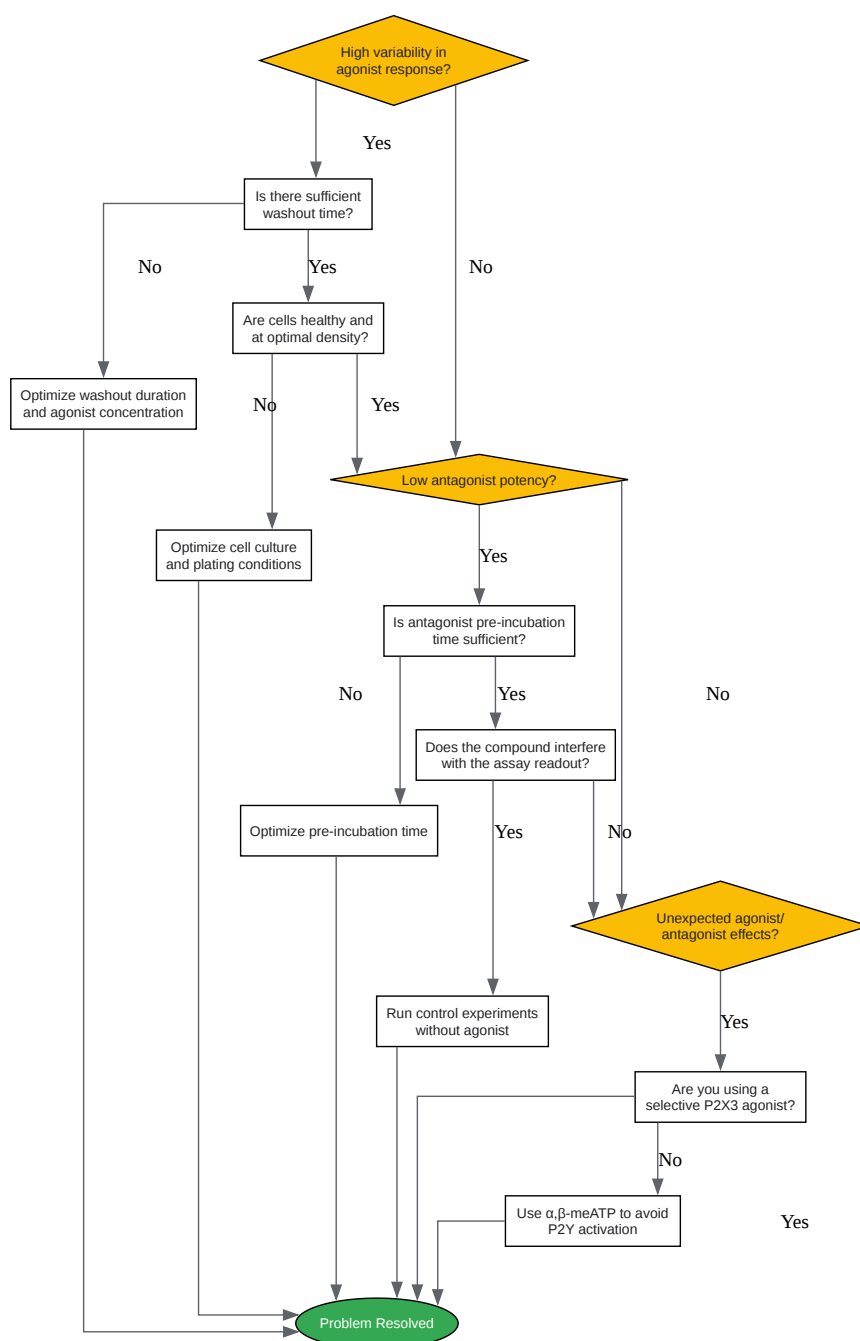 High variability in
agonist response?
Yes
Is there sufficient
washout time?
No
Yes
No
Are cells healthy and
at optimal density?
Optimize washout duration
and agonist concentration
No
Yes
Low antagonist potency?
Optimize cell culture
and plating conditions
Yes
Is antagonist pre-incubation
time sufficient?
No
Yes
No
Does the compound interfere
with the assay readout?
Optimize pre-incubation time
Yes
No
Unexpected agonist/
antagonist effects?
Run control experiments
without agonist
Yes
Are you using a
selective P2X3 agonist?
No
Use α,β-meATP to avoid
P2Y activation
Yes
Problem Resolved